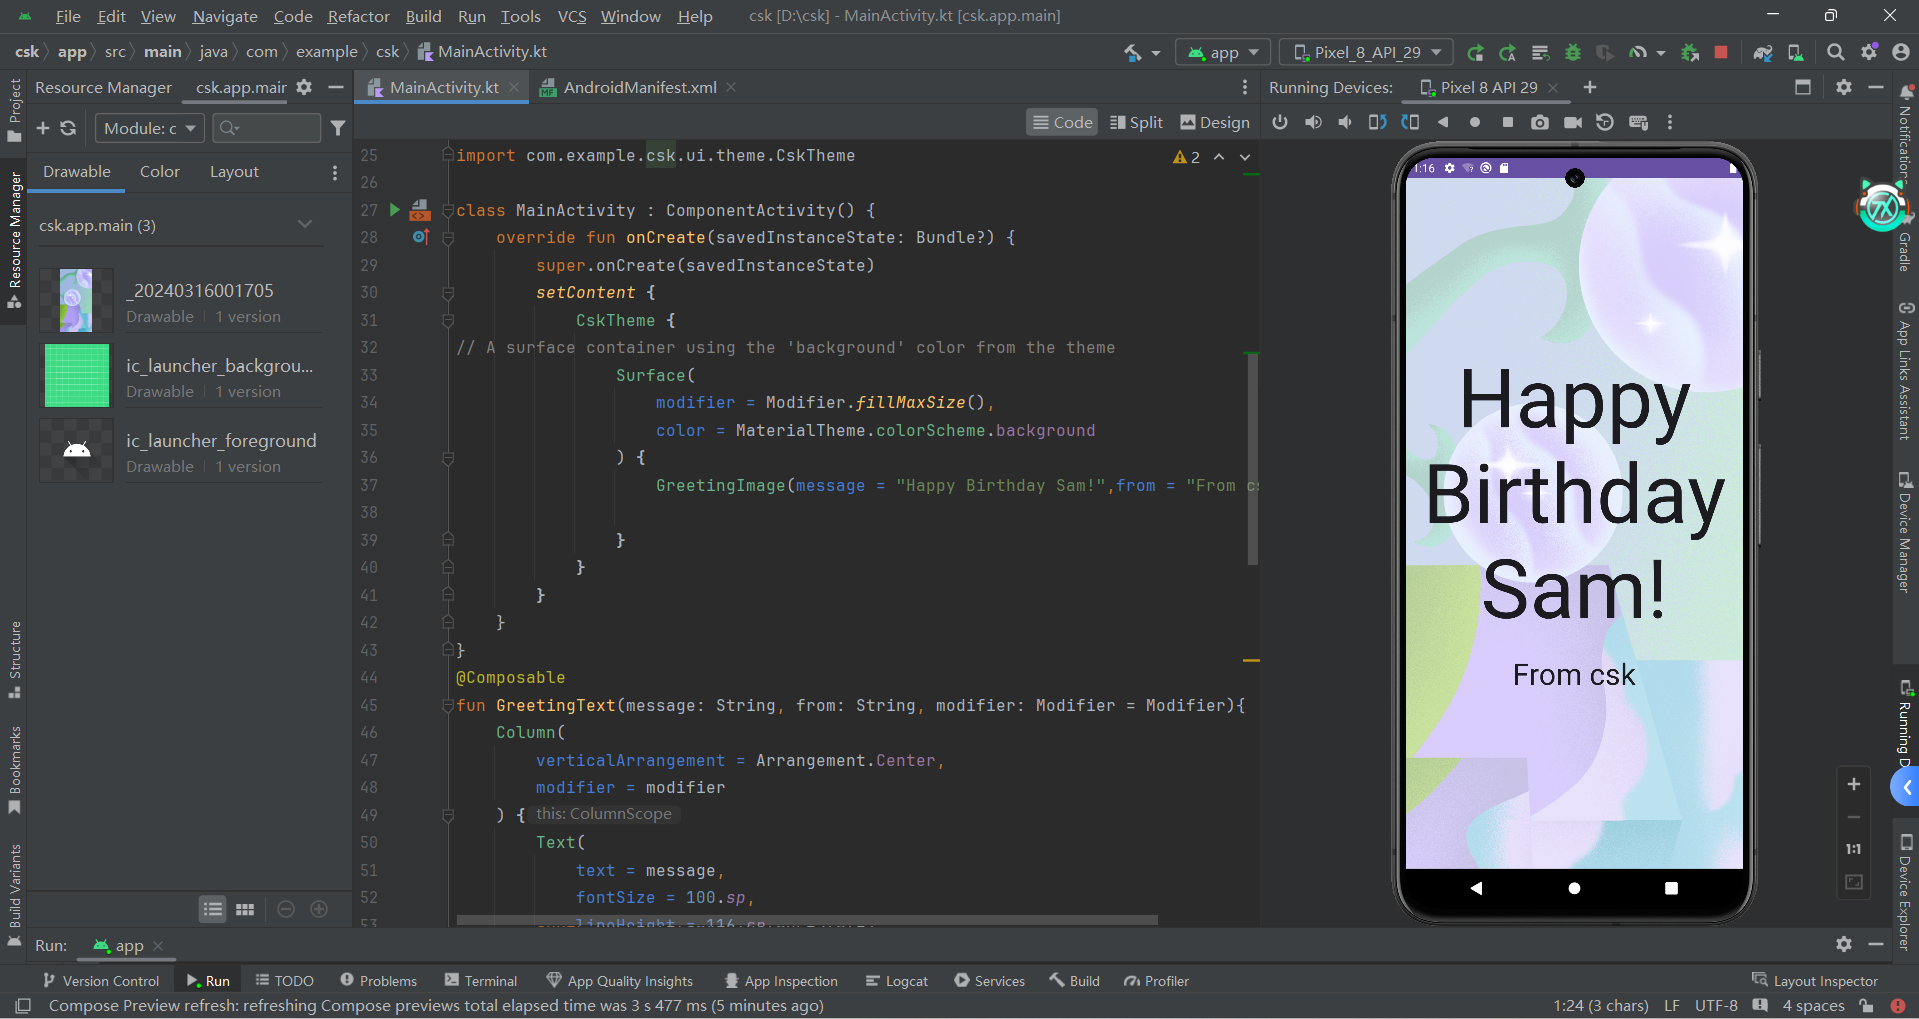 File Edit View Navigate Code Refactor Build Run Tools VCS Window Help csk [D:\csk] - MainActivity.kt [csk.app.main]
csk app src main java com example csk MainActivity.kt app Pixel_8_API_29
Project
Resource Manager csk.app.mair
MainActivity.kt AndroidManifest.xml
Running Devices: Pixel 8 API 29
Module: c
Code Split Design
Drawable Color Layout
csk.app.main (3)
_20240316001705
Drawable 1 version
ic_launcher_backgrou...
Drawable 1 version
ic_launcher_foreground
Drawable 1 version
Resource Manager
Structure
Bookmarks
Build Variants
2
25 import com.example.csk.ui.theme.CskTheme
26
27 class MainActivity : ComponentActivity() {
28 override fun onCreate(savedInstanceState: Bundle?) {
29 super.onCreate(savedInstanceState)
30 setContent {
31 CskTheme {
32 // A surface container using the 'background' color from the theme
33 Surface(
34 modifier = Modifier.fillMaxSize(),
35 color = MaterialTheme.colorScheme.background
36 ) {
37 GreetingImage(message = "Happy Birthday Sam!",from = "From cs
38
39 }
40 }
41 }
42 }
43 }
44 @Composable
45 fun GreetingText(message: String, from: String, modifier: Modifier = Modifier){
46 Column(
47 verticalArrangement = Arrangement.Center,
48 modifier = modifier
49 ) { this: ColumnScope
50 Text(
51 text = message,
52 fontSize = 100.sp,
53 lineHeight = 116.sp
1:16
Happy
Birthday
Sam!
From csk
1:1
Notifications
7X
Gradle
App Links Assistant
Device Manager
Running D
Device Explorer
Run: app
Version Control Run TODO Problems Terminal App Quality Insights App Inspection Logcat Services Build Profiler Layout Inspector
Compose Preview refresh: refreshing Compose previews total elapsed time was 3 s 477 ms (5 minutes ago) 1:24 (3 chars) LF UTF-8 4 spaces